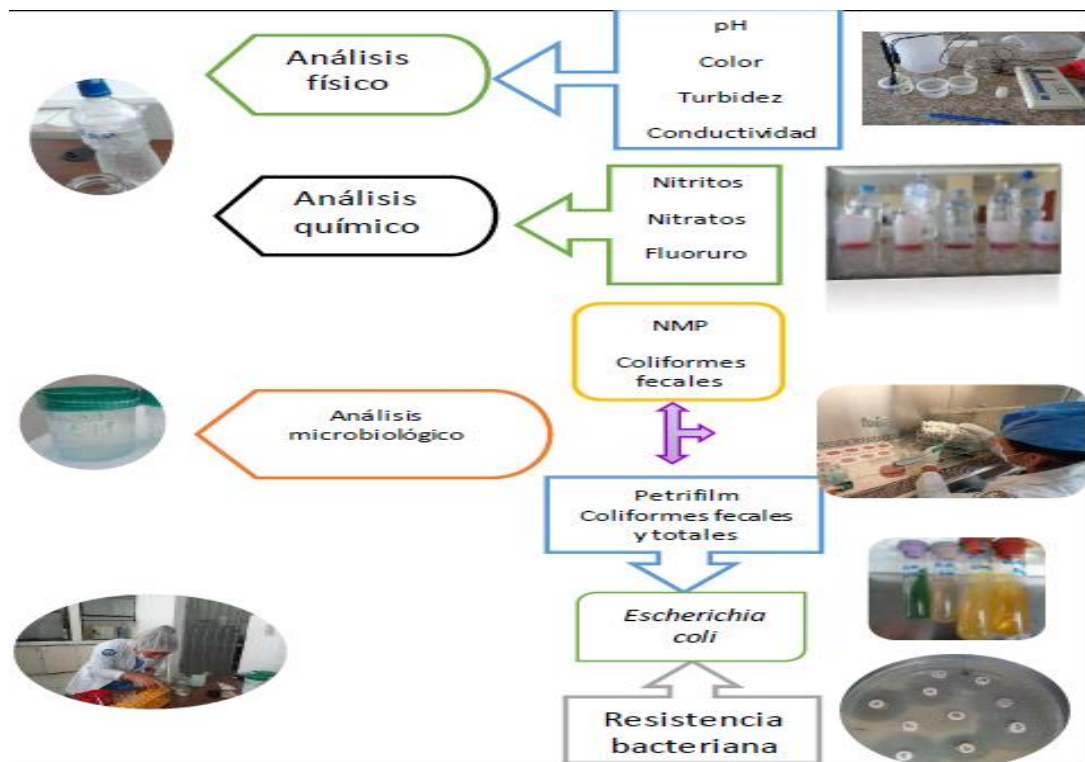 Análisis
físico
pH
Color
Turbidez
Conductividad
Análisis
químico
Nitritos
Nitratos
Fluoruro
NMP
Coliformes
fecales
Análisis
microbiológico
Petrifilm
Coliformes fecales
y totales
Escherichia
coli
Resistencia
bacteriana